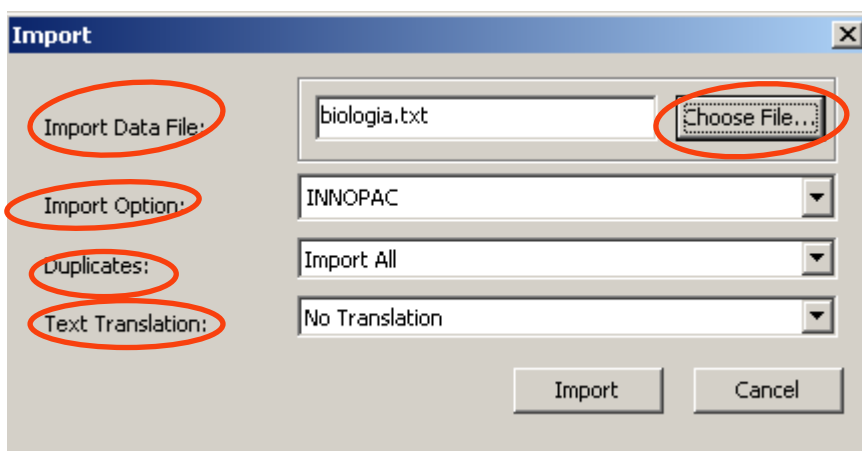 Import
Import Data File: biologia.txt Choose File...
Import Option: INNOPAC
Duplicates: Import All
Text Translation: No Translation
Import Cancel